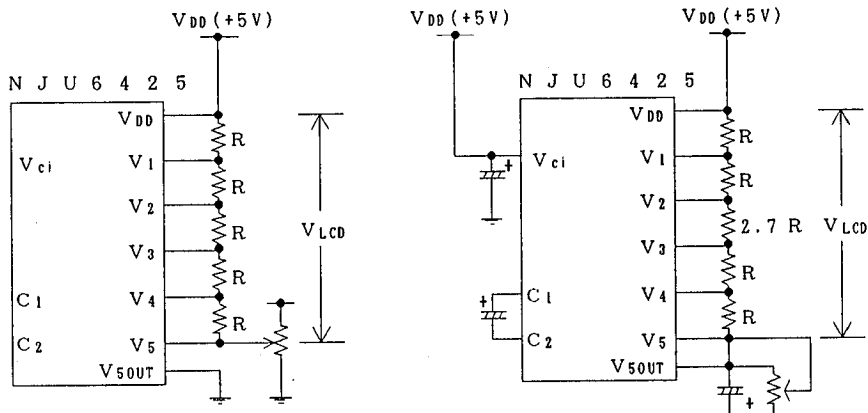 VDD (+5V)
NJU6425
VDD
R
Vci
V1
R
V2
R
VLCD
V3
R
C1
V4
R
C2
V5
V5OUT
VDD (+5V)
VDD (+5V)
NJU6425
VDD
R
+
Vci
V1
R
V2
2.7 R
VLCD
V3
R
+
C1
V4
R
C2
V5
V5OUT
+